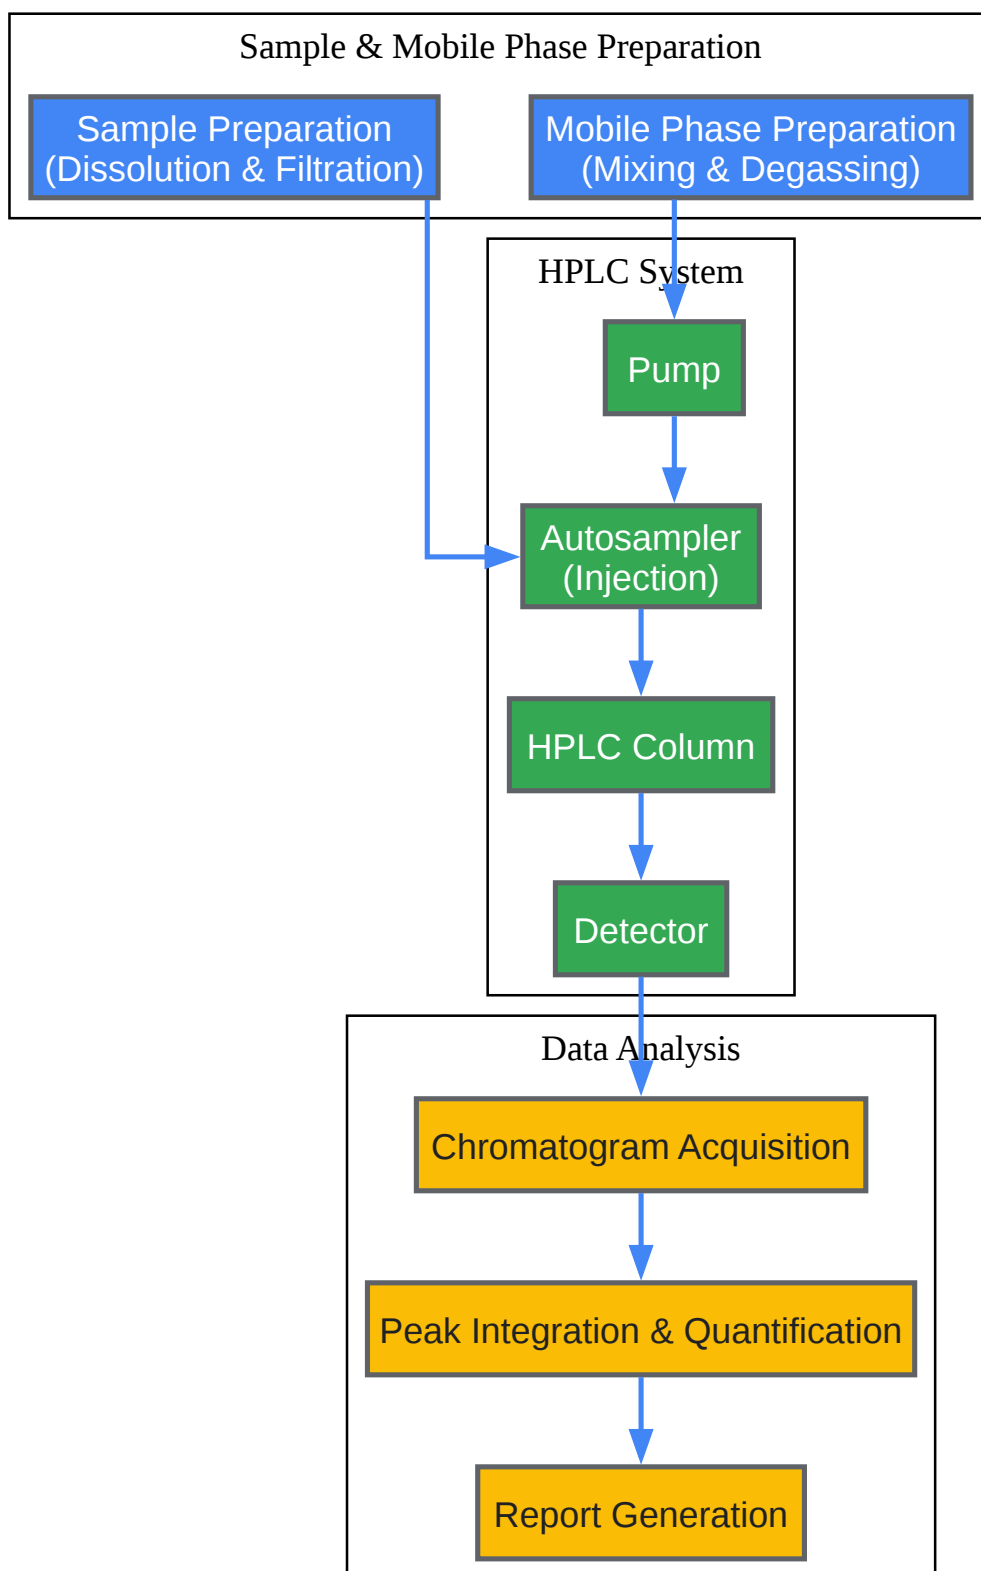 Sample & Mobile Phase Preparation
Sample Preparation
(Dissolution & Filtration)
Mobile Phase Preparation
(Mixing & Degassing)
HPLC System
Pump
Autosampler
(Injection)
HPLC Column
Detector
Data Analysis
Chromatogram Acquisition
Peak Integration & Quantification
Report Generation